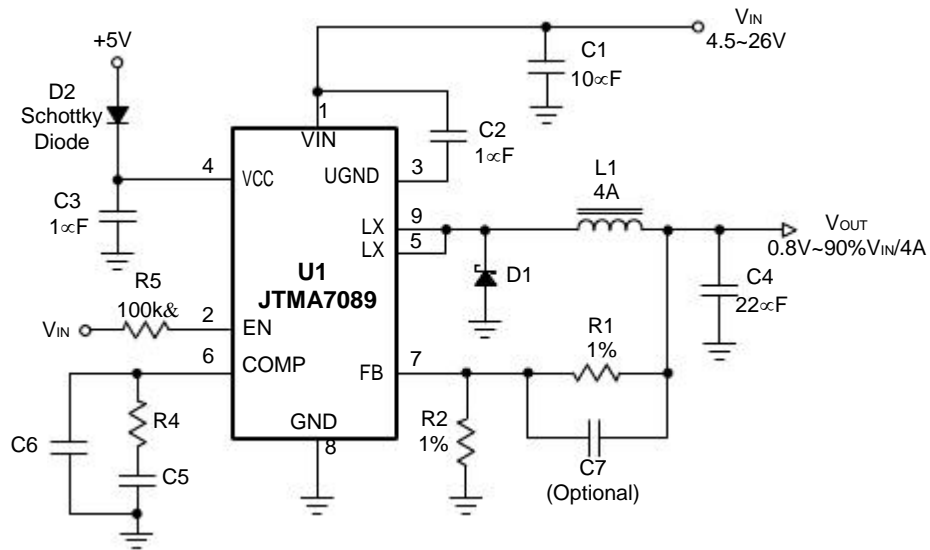 VIN
4.5~26V
+5V
C1
10∝F
D2
Schottky
Diode
1
VIN
C2
1∝F
4
VCC
UGND
3
C3
1∝F
L1
4A
LX
9
LX
5
VOUT
0.8V~90%VIN/4A
U1
JTMA7089
D1
C4
22∝F
R5
100k&
VIN
2
EN
R1
1%
6
COMP
FB
7
R4
R2
1%
C6
C5
GND
8
C7
(Optional)